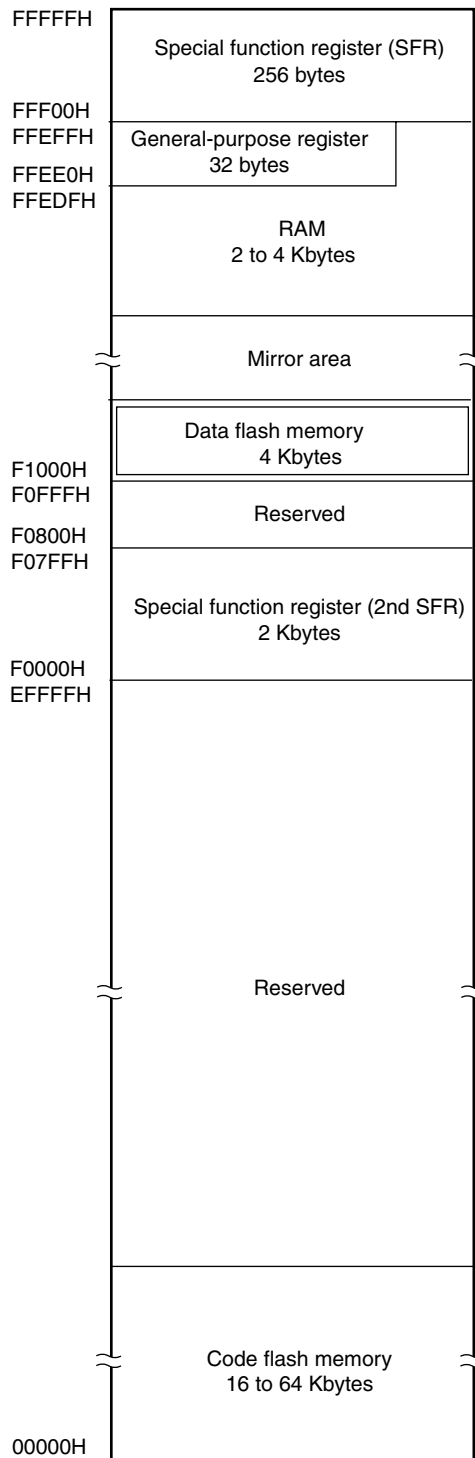 FFFFFH
Special function register (SFR)
256 bytes
FFF00H
FFEFFH
General-purpose register
32 bytes
FFEE0H
FFEDFH
RAM
2 to 4 Kbytes
Mirror area
Data flash memory
4 Kbytes
F1000H
F0FFFH
Reserved
F0800H
F07FFH
Special function register (2nd SFR)
2 Kbytes
F0000H
EFFFFH
Reserved
Code flash memory
16 to 64 Kbytes
00000H